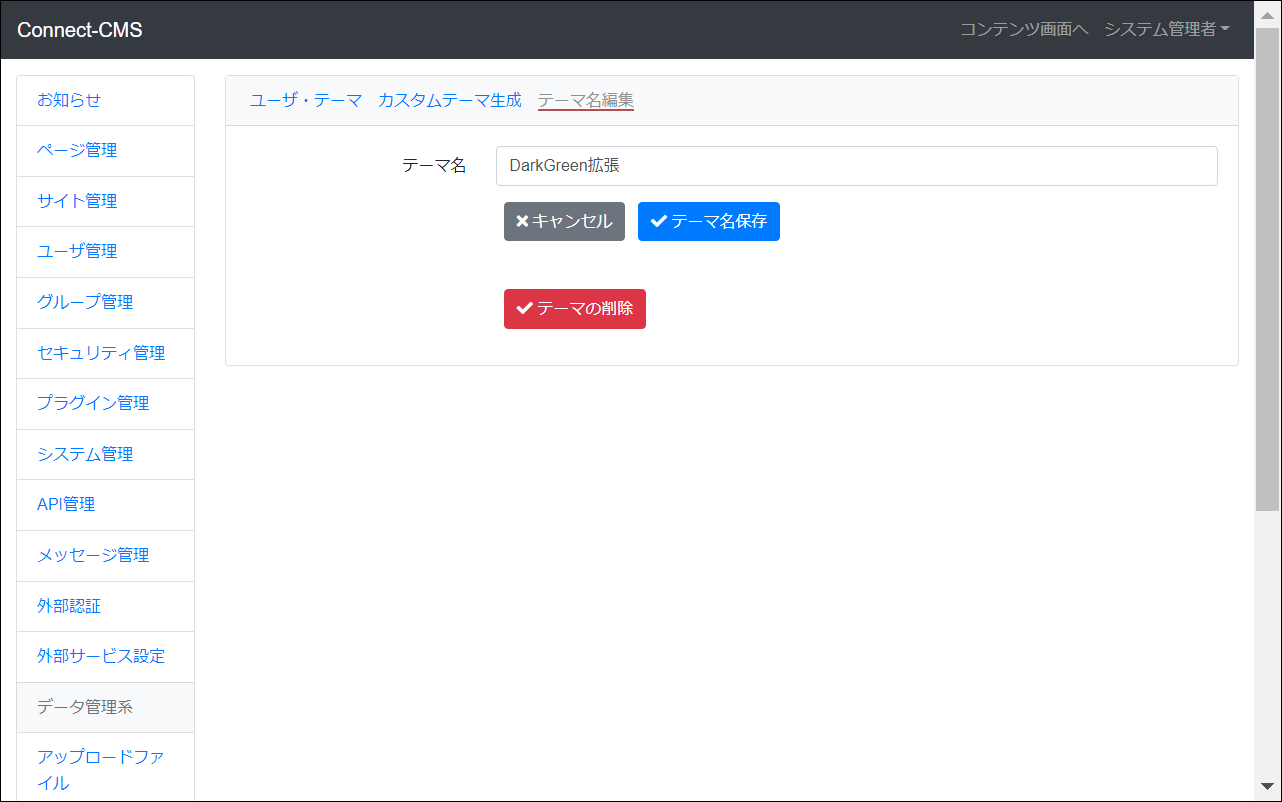 Connect-CMS
コンテンツ画面へ
システム管理者
お知らせ
ページ管理
サイト管理
ユーザ管理
グループ管理
セキュリティ管理
プラグイン管理
システム管理
API管理
メッセージ管理
外部認証
外部サービス設定
データ管理系
アップロードファ
イル
ユーザ・テーマ
カスタムテーマ生成
テーマ名編集
テーマ名
DarkGreen拡張
キャンセル
テーマ名保存
テーマの削除